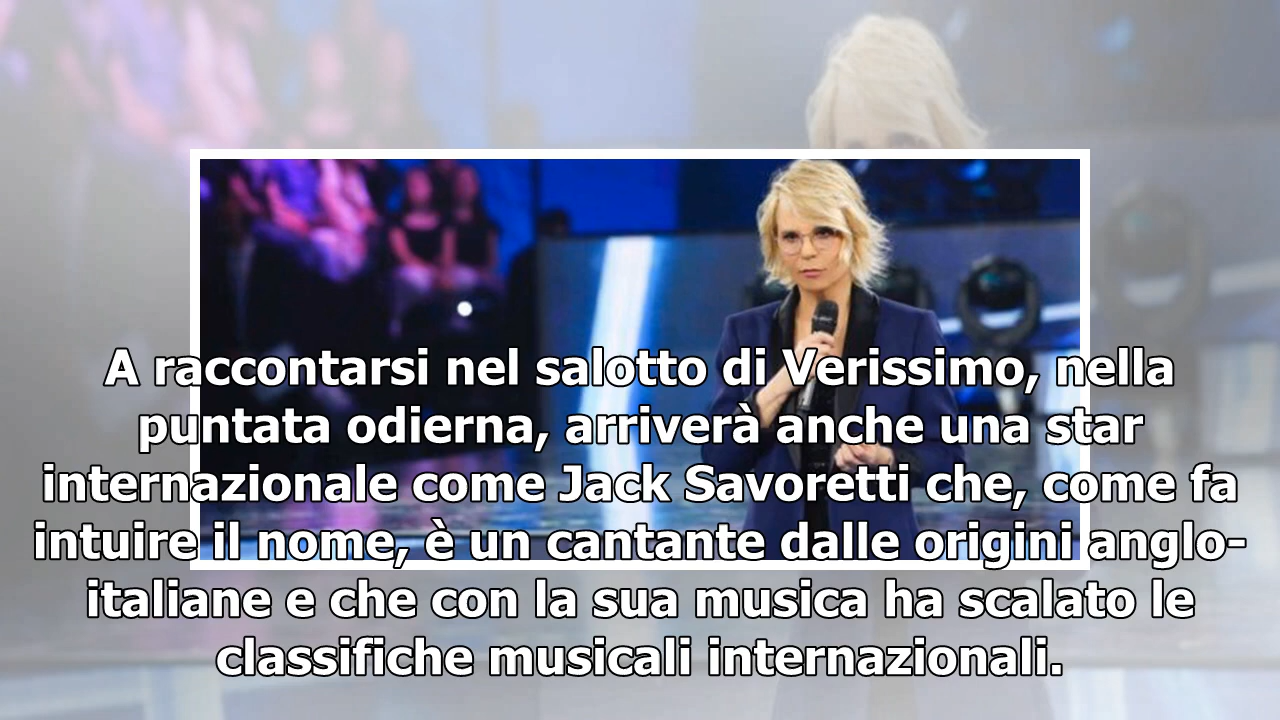 A raccontarsi nel salotto di Verissimo, nella
puntata odierna, arriverà anche una star
internazionale come Jack Savoretti che, come fa
intuire il nome, è un cantante dalle origini anglo-
italiane e che con la sua musica ha scalato le
classifiche musicali internazionali.